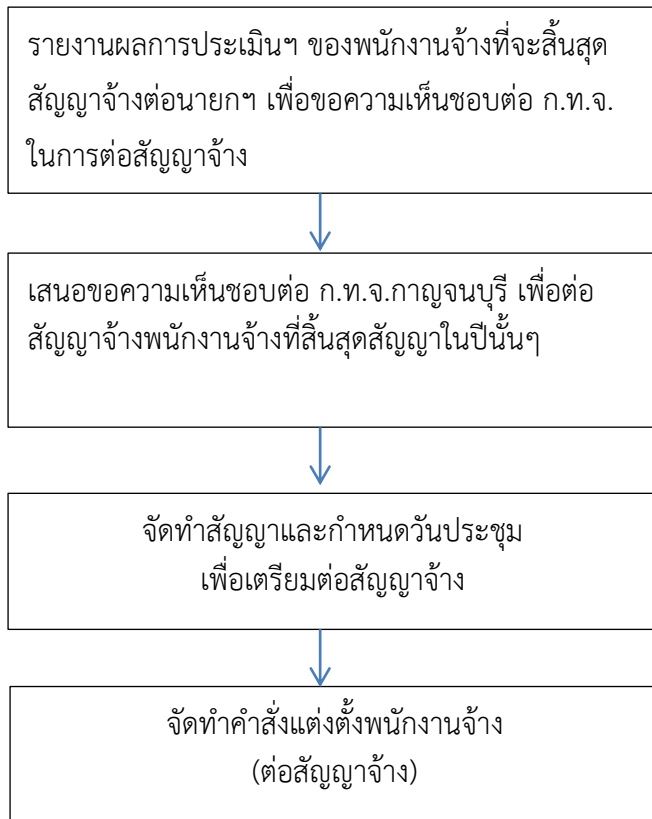 รายงานผลการประเมินฯ ของพนักงานจ้างที่จะสิ้นสุด
สัญญาจ้างต่อนายกฯ เพื่อขอความเห็นชอบต่อ ก.ท.จ.
ในการต่อสัญญาจ้าง
เสนอขอความเห็นชอบต่อ ก.ท.จ.กาญจนบุรี เพื่อต่อ
สัญญาจ้างพนักงานจ้างที่สิ้นสุดสัญญาในปีนั้นๆ
จัดทำสัญญาและกำหนดวันประชุม
เพื่อเตรียมต่อสัญญาจ้าง
จัดทำคำสั่งแต่งตั้งพนักงานจ้าง
(ต่อสัญญาจ้าง)